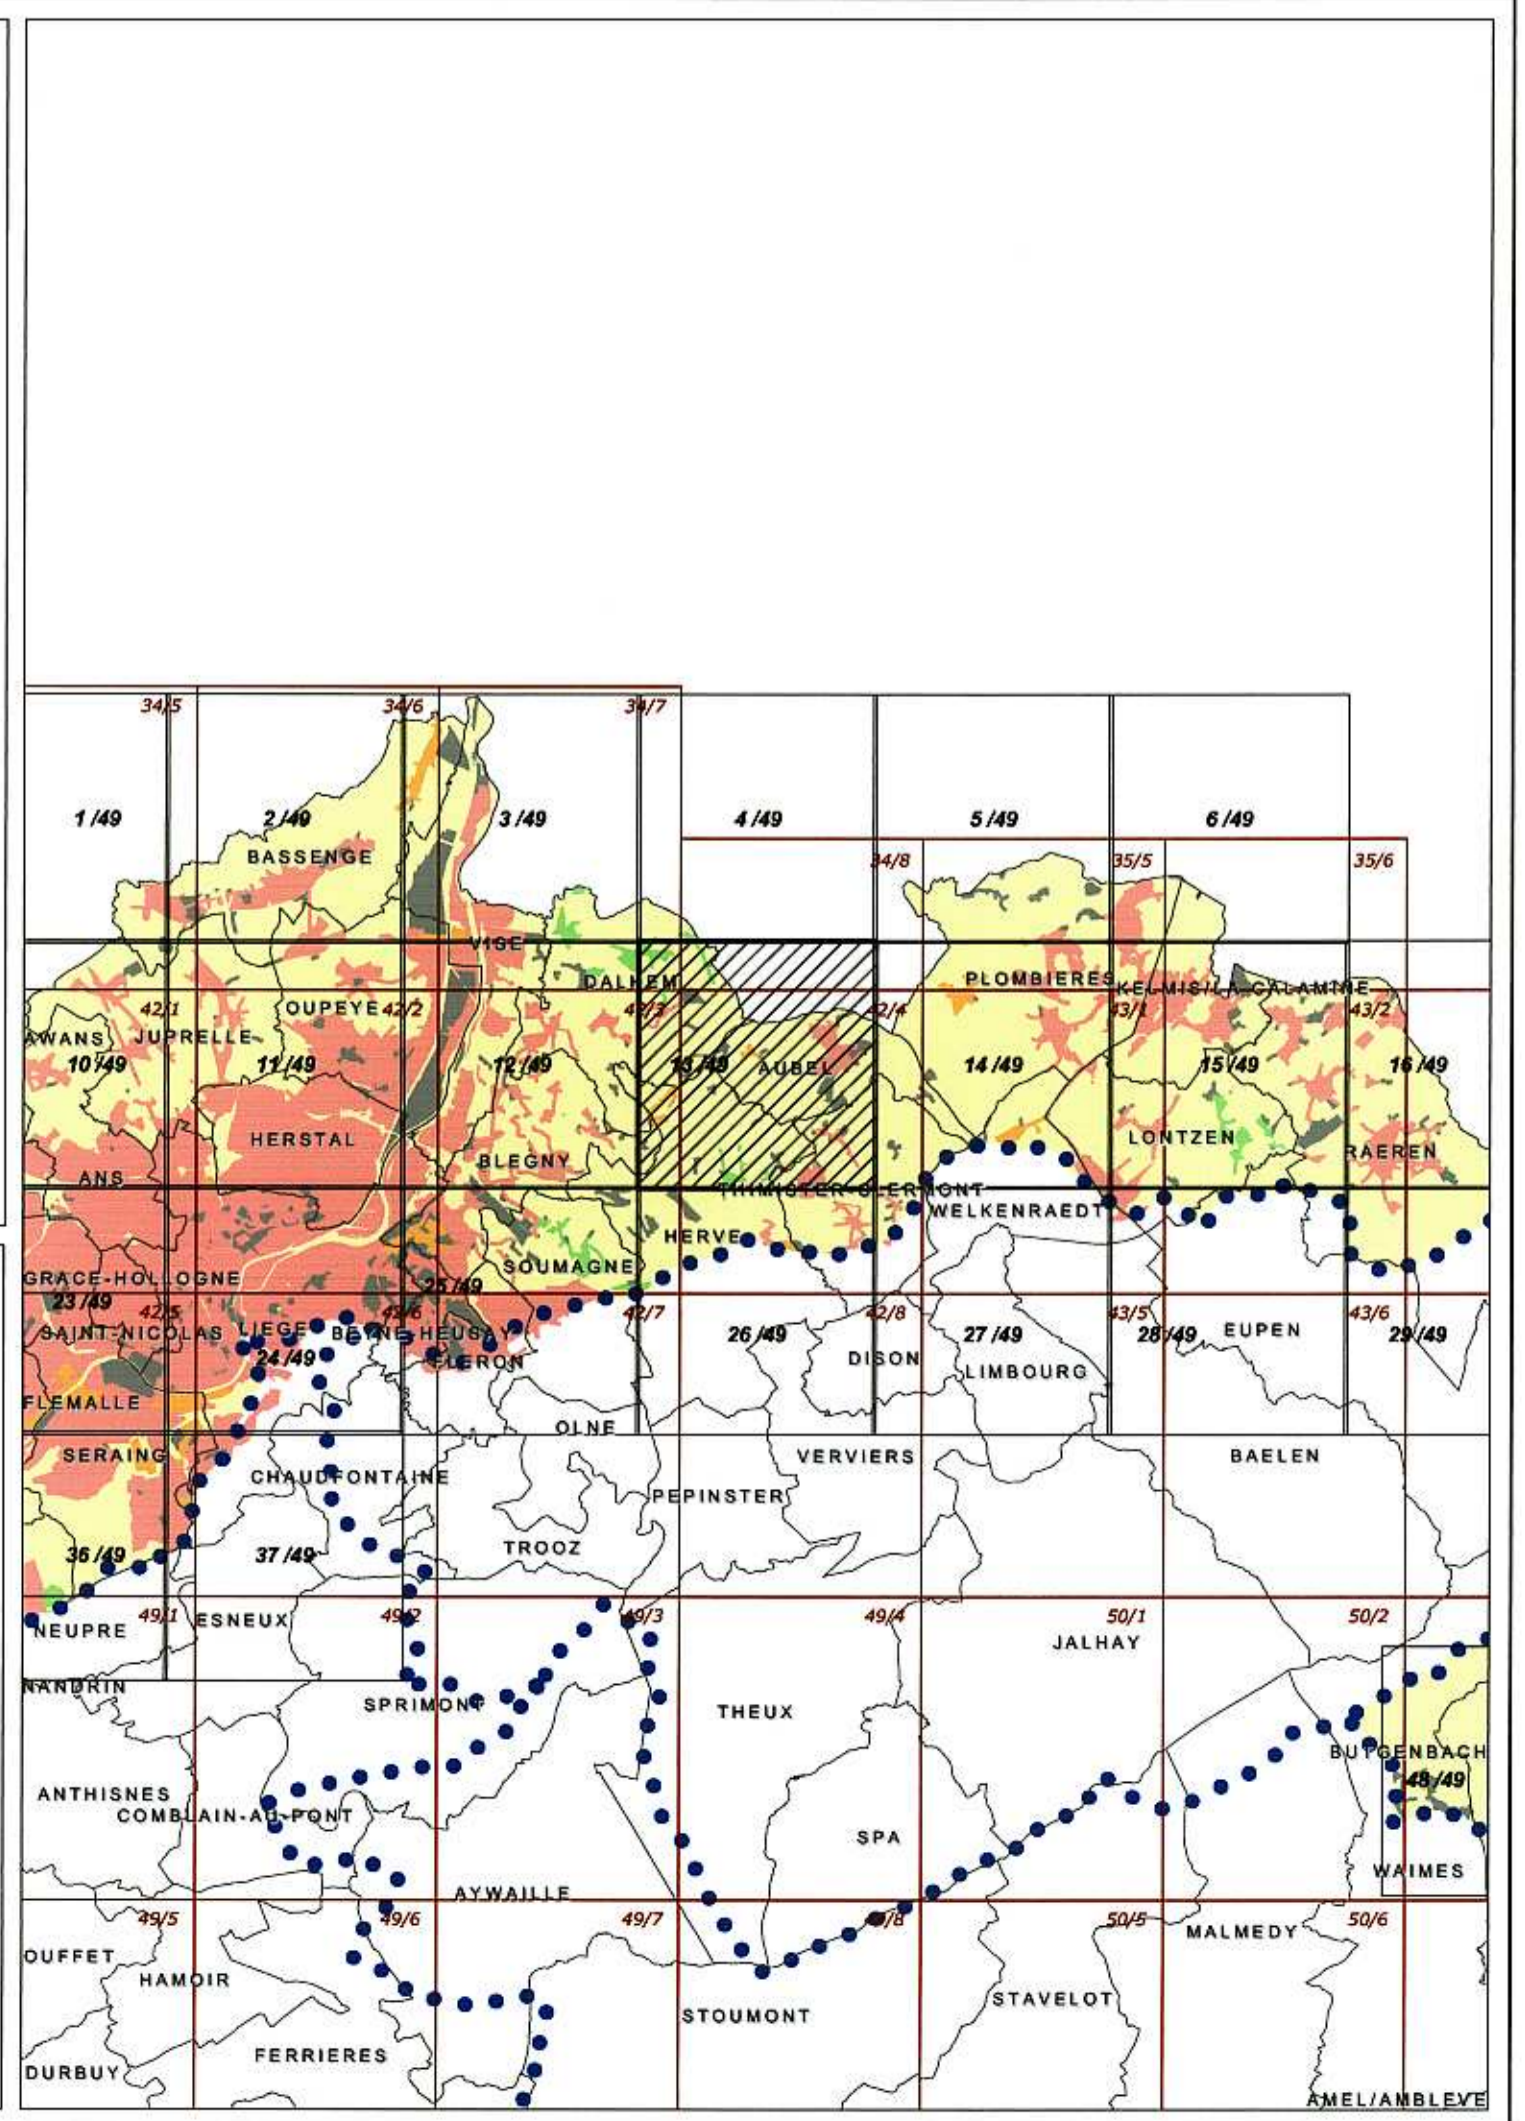 34/5 34/6 34/7
1/49 2/49 3/49 4/49 5/49 6/49
BASSENGE 34/8 35/5 35/6
VISE
DALHEM PLOMBIERES KELMIS/LA CALAMINE
42/1 OUPEYE 42/2 42/3 42/4 43/1 43/2
AWANS JUPRELLE
10/49 11/49 12/49 13/49 AUBEL 14/49 15/49 16/49
HERSTAL LONTZEN
ANS BLEGNY RAEREN
THIMISTER-CLERMONT
WELKENRAEDT
HERVE
SOUMAGNE
GRACE-HOLLOGNE 25/49
23/49 42/5 42/6 42/7 42/8 43/5 43/6
SAINT-NICOLAS LIEGE BEYNE-HEUSAY 26/49 27/49 28/49 EUPEN 29/49
24/49 FLERON DISON
LIMBOURG
FLEMALLE
OLNE
SERAING VERVIERS BAELEN
CHAUDFONTAINE
PEPINSTER
TROOZ
36/49 37/49
49/1 ESNEUX 49/2 49/3 49/4 50/1 50/2
NEUPRE JALHAY
NANDRIN
SPRIMONT THEUX
BUTGENBACH
ANTHISNES 48/49
COMBLAIN-AU-PONT
SPA
WAIMES
AYWAILLE
49/5 49/6 49/7 49/8 50/5 50/6
MALMEDY
OUFFET
HAMOIR
STAVELOT
STOUMONT
FERRIERES
DURBUY
AMEL/AMBLEVE